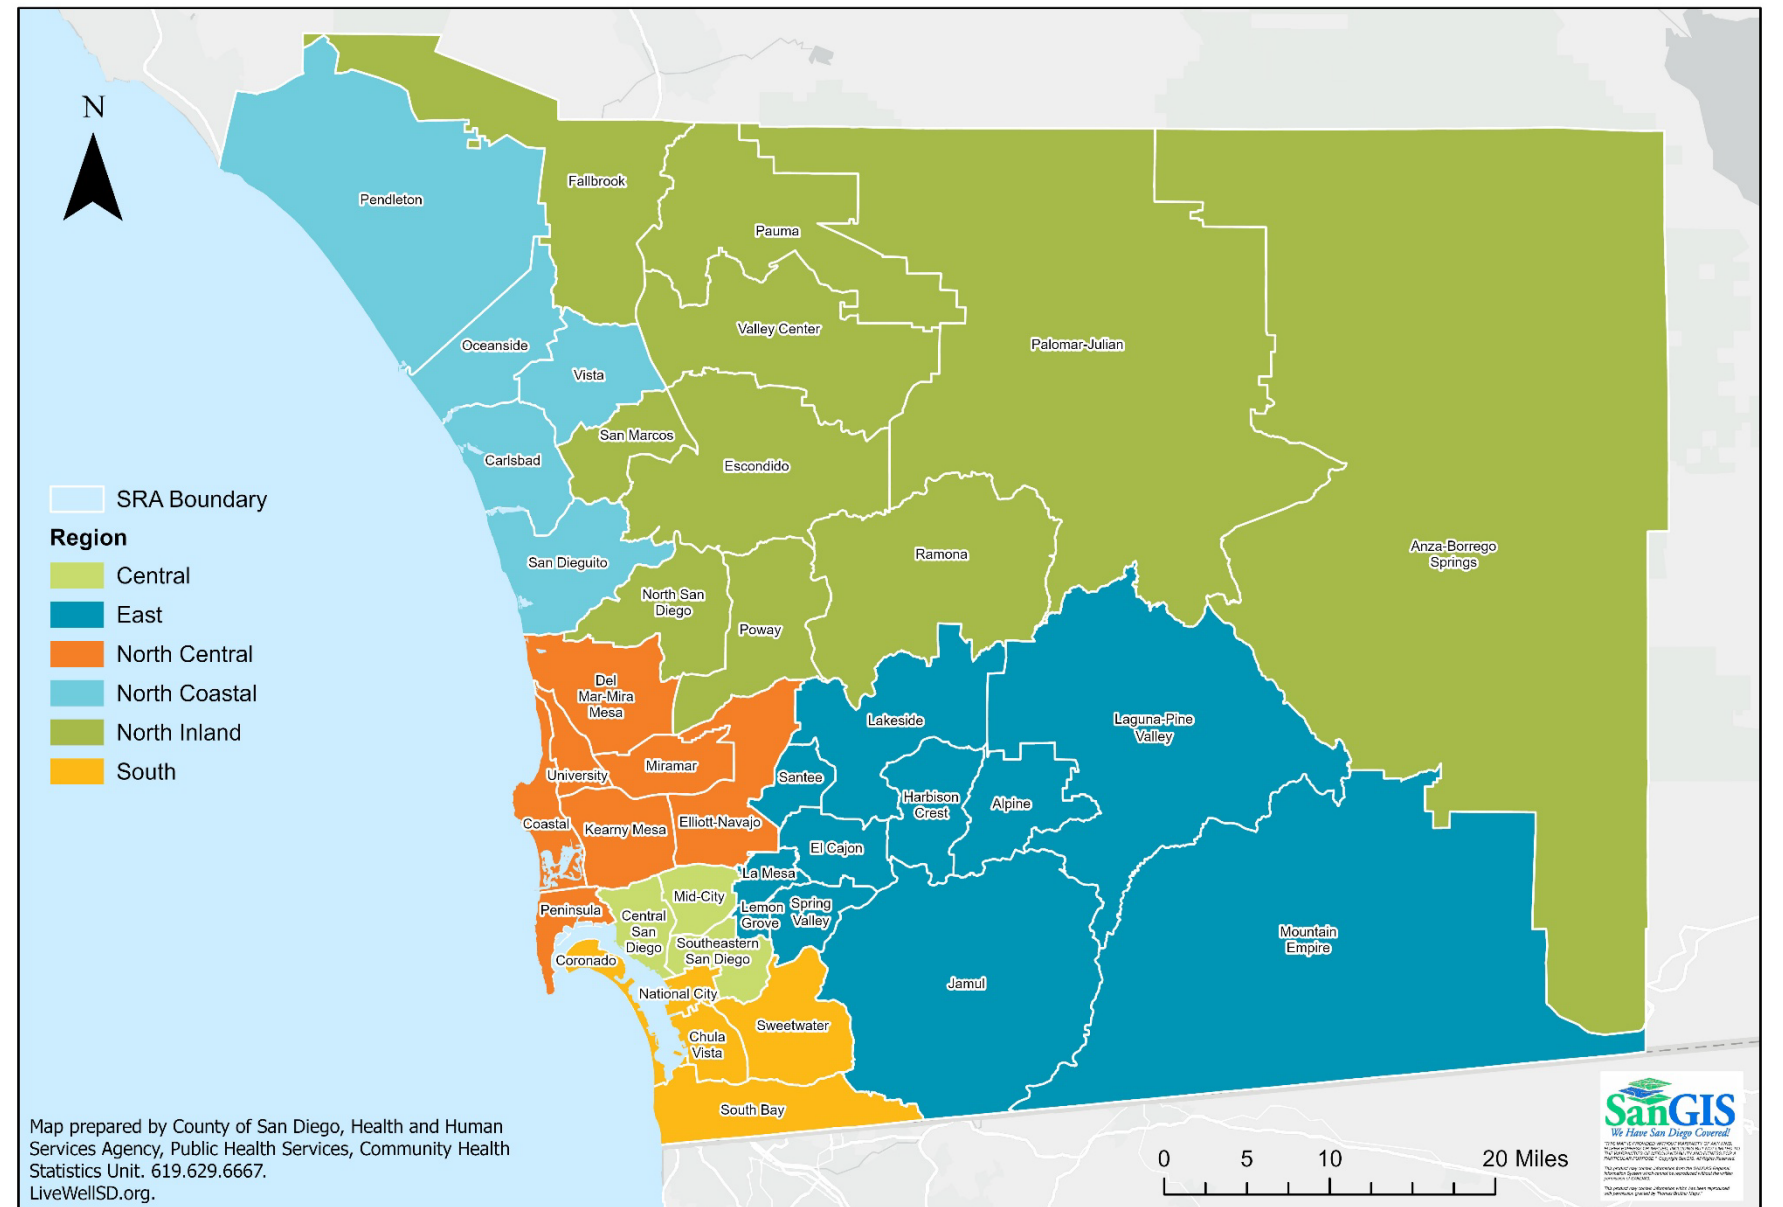 N
Pendleton
Fallbrook
Pauma
Oceanside
Valley Center
Palomar-Julian
Vista
San Marcos
Carlsbad
Escondido
San Dieguito
Ramona
Anza-Borrego
Springs
North San
Diego
Poway
Del
Mar-Mira
Mesa
Lakeside
Laguna-Pine
Valley
University
Miramar
Santee
Harbison
Crest
Alpine
Coastal
Kearny Mesa
Elliott-Navajo
El Cajon
La Mesa
Mid-City
Peninsula
Central
San
Diego
Lemon
Grove
Spring
Valley
Southeastern
San Diego
Mountain
Empire
Coronado
National City
Jamul
Sweetwater
Chula
Vista
South Bay
SRA Boundary
Region
Central
East
North Central
North Coastal
North Inland
South
Map prepared by County of San Diego, Health and Human
Services Agency, Public Health Services, Community Health
Statistics Unit. 619.629.6667.
LiveWellSD.org.
0 5 10 20 Miles
SanGIS
We Have San Diego Covered!